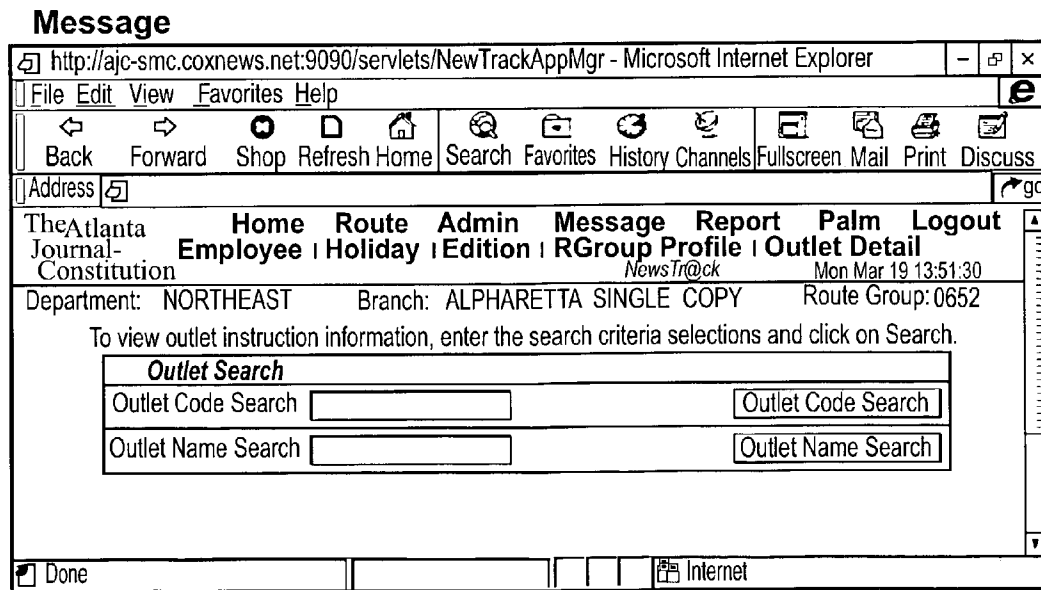 Message
http://ajc-smc.coxnews.net:9090/servlets/NewTrackAppMgr - Microsoft Internet Explorer
File Edit View Favorites Help
Back Forward Shop Refresh Home Search Favorites History Channels Fullscreen Mail Print Discuss
Address go
The Atlanta Journal-Constitution
Home Route Admin Message Report Palm Logout
Employee | Holiday | Edition | RGroup Profile | Outlet Detail
NewsTr@ck Mon Mar 19 13:51:30
Department: NORTHEAST Branch: ALPHARETTA SINGLE COPY Route Group: 0652
To view outlet instruction information, enter the search criteria selections and click on Search.
Outlet Search
Outlet Code Search Outlet Code Search
Outlet Name Search Outlet Name Search
Done Internet